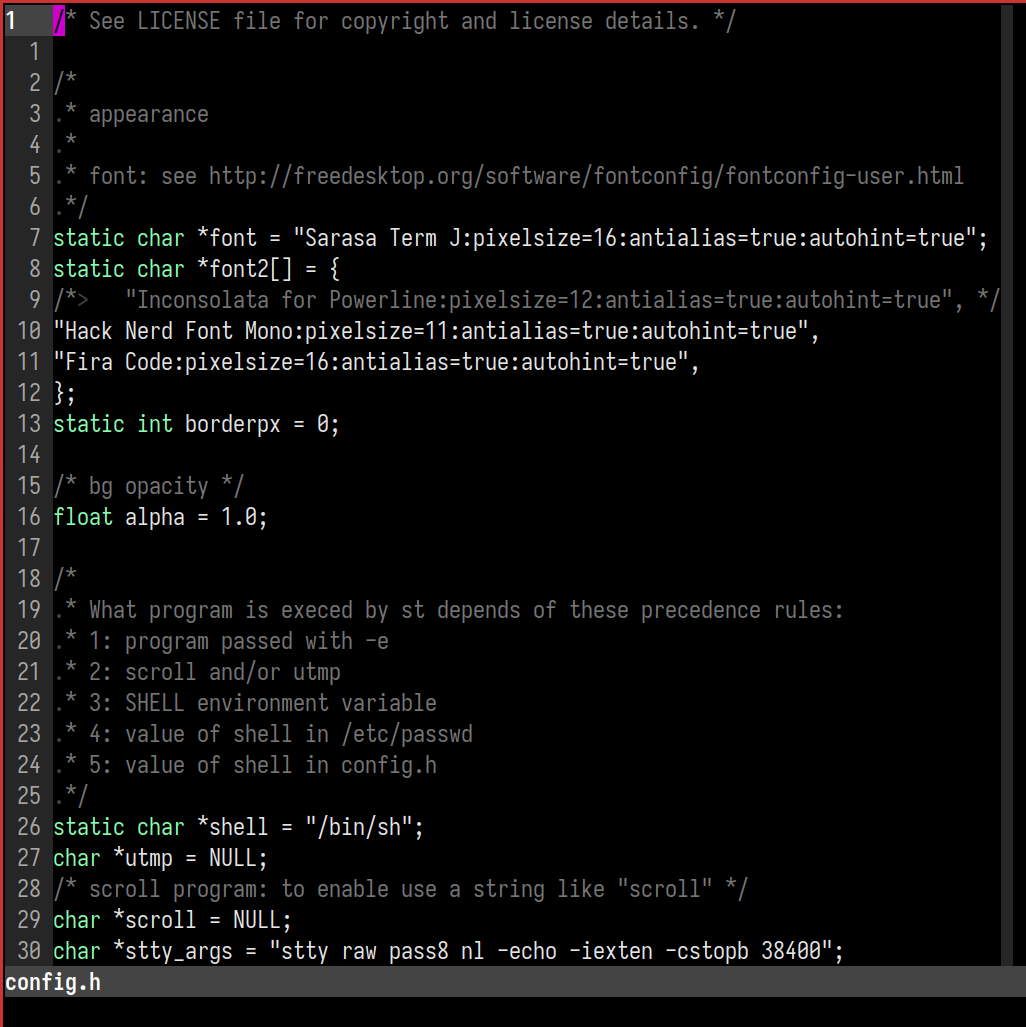 1 /* See LICENSE file for copyright and license details. */
1
2 /*
3 .* appearance
4 .*
5 .* font: see http://freedesktop.org/software/fontconfig/fontconfig-user.html
6 .*/
7 static char *font = "Sarasa Term J:pixelsize=16:antialias=true:autohint=true";
8 static char *font2[] = {
9 /*>   "Inconsolata for Powerline:pixelsize=12:antialias=true:autohint=true", */
10 "Hack Nerd Font Mono:pixelsize=11:antialias=true:autohint=true",
11 "Fira Code:pixelsize=16:antialias=true:autohint=true",
12 };
13 static int borderpx = 0;
14
15 /* bg opacity */
16 float alpha = 1.0;
17
18 /*
19 .* What program is execed by st depends of these precedence rules:
20 .* 1: program passed with -e
21 .* 2: scroll and/or utmp
22 .* 3: SHELL environment variable
23 .* 4: value of shell in /etc/passwd
24 .* 5: value of shell in config.h
25 .*/
26 static char *shell = "/bin/sh";
27 char *utmp = NULL;
28 /* scroll program: to enable use a string like "scroll" */
29 char *scroll = NULL;
30 char *stty_args = "stty raw pass8 nl -echo -iexten -cstopb 38400";
config.h